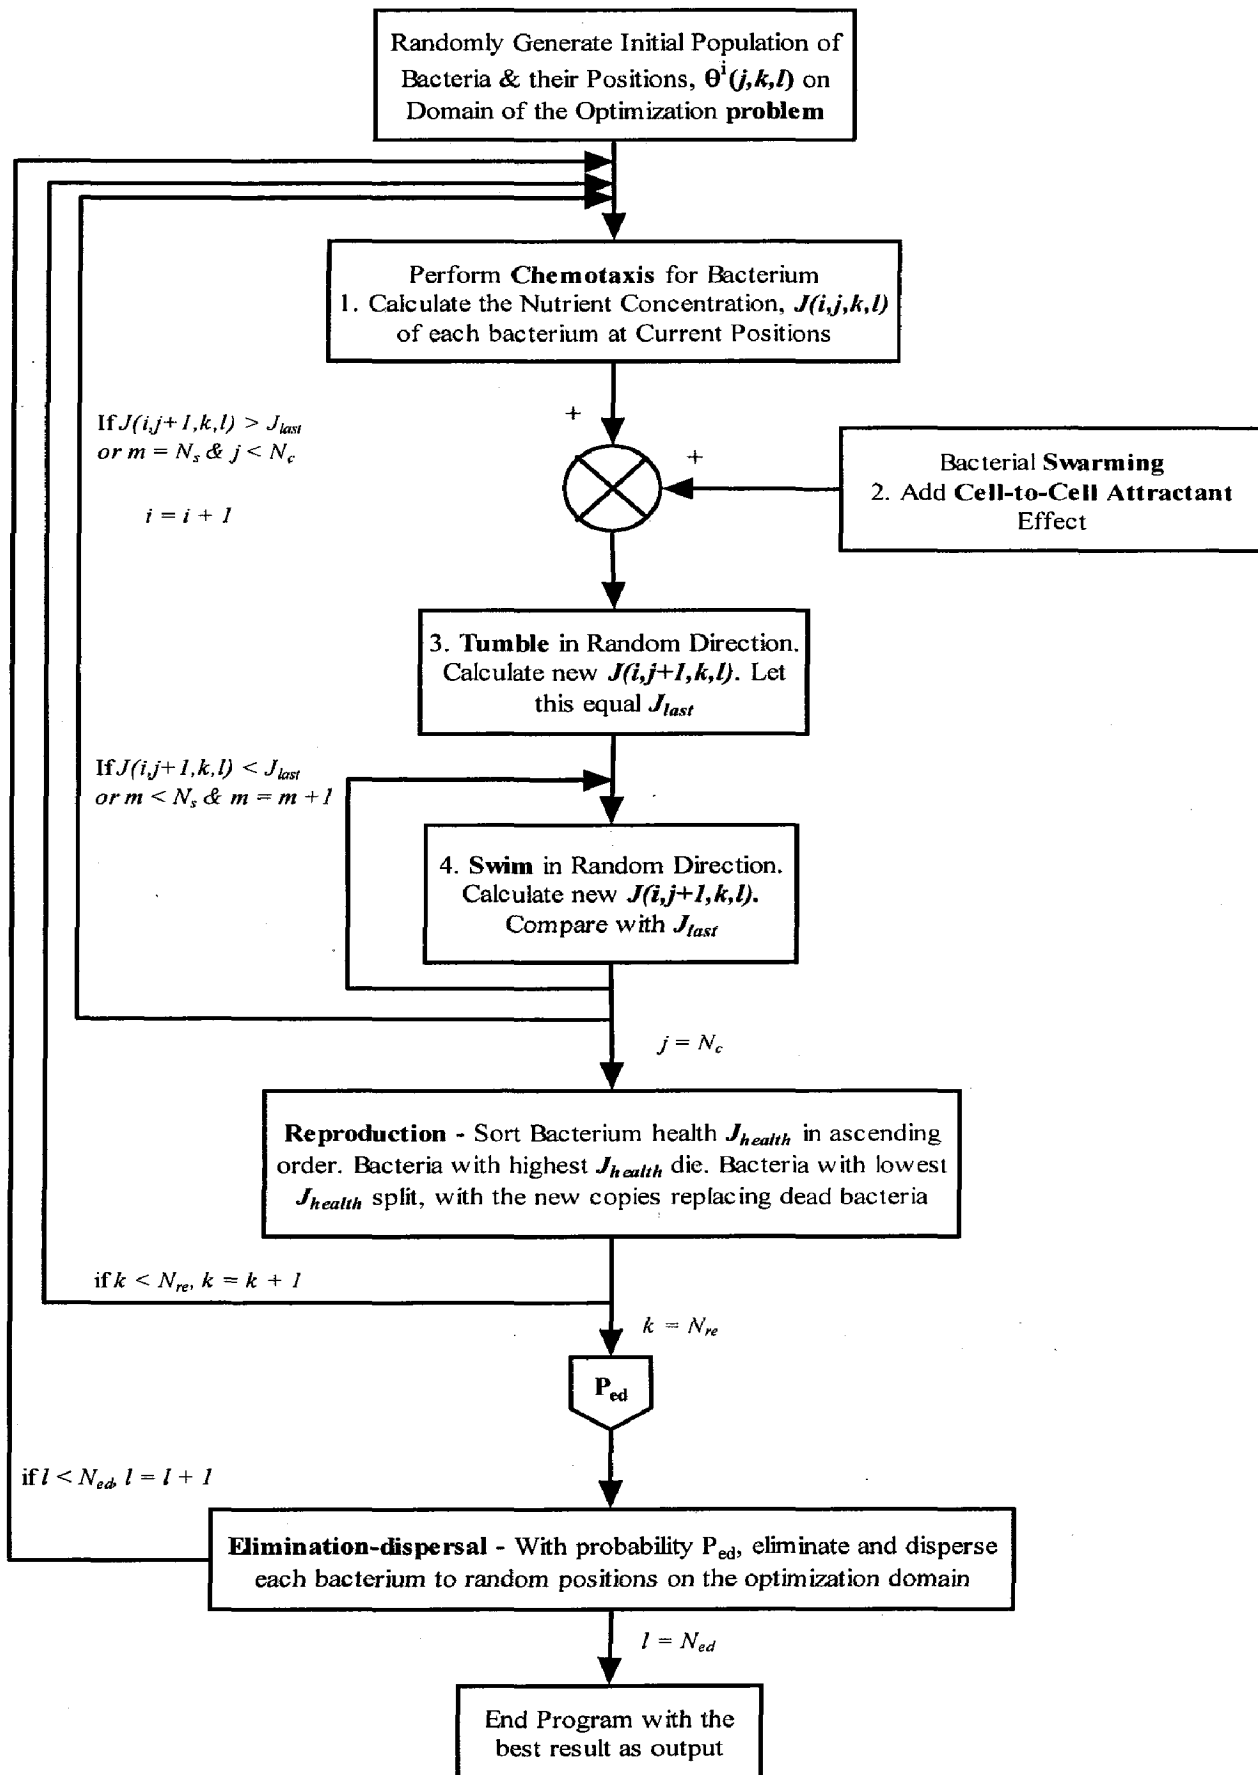 Randomly Generate Initial Population of
Bacteria & their Positions, θ^i(j,k,l) on
Domain of the Optimization problem
Perform Chemotaxis for Bacterium
1. Calculate the Nutrient Concentration, J(i,j,k,l)
of each bacterium at Current Positions
If J(i,j+1,k,l) > J_last
or m = N_s & j < N_c
i = i + 1
+
+
Bacterial Swarming
2. Add Cell-to-Cell Attractant
Effect
3. Tumble in Random Direction.
Calculate new J(i,j+1,k,l). Let
this equal J_last
If J(i,j+1,k,l) < J_last
or m < N_s & m = m +1
4. Swim in Random Direction.
Calculate new J(i,j+1,k,l).
Compare with J_last
j = N_c
Reproduction - Sort Bacterium health J_health in ascending
order. Bacteria with highest J_health die. Bacteria with lowest
J_health split, with the new copies replacing dead bacteria
if k < N_re, k = k + 1
k = N_re
P_ed
if l < N_ed, l = l + 1
Elimination-dispersal - With probability P_ed, eliminate and disperse
each bacterium to random positions on the optimization domain
l = N_ed
End Program with the
best result as output